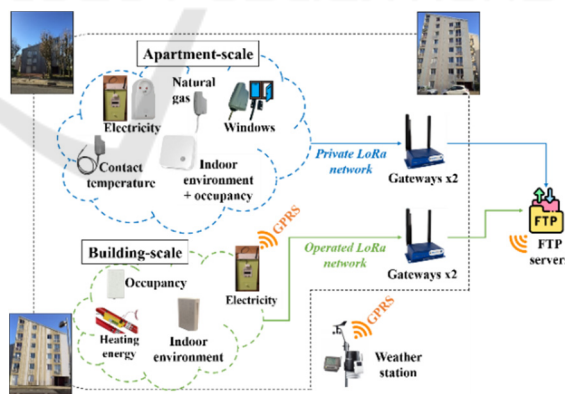 Apartment-scale
Natural
gas
Electricity
Windows
Contact
temperature
Indoor
environment
+ occupancy
Private LoRa
network
Gateways x2
FTP
FTP
server
Building-scale
GPRS
Occupancy
Electricity
Operated LoRa
network
Gateways x2
Heating
energy
Indoor
environment
GPRS
Weather
station